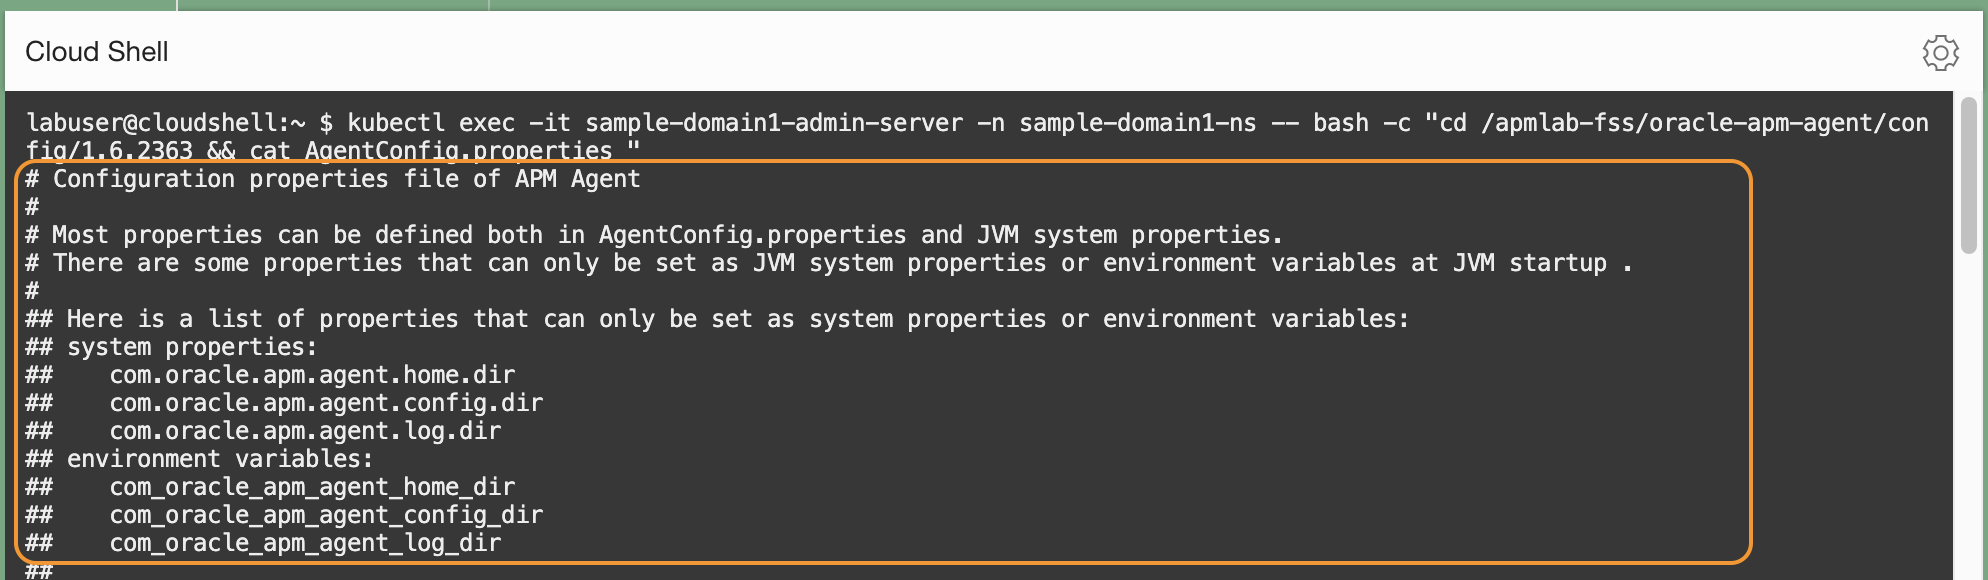 Cloud Shell
labuser@cloudshell:~ $ kubectl exec -it sample-domain1-admin-server -n sample-domain1-ns -- bash -c "cd /apmlab-fss/oracle-apm-agent/con
fig/1.6.2363 && cat AgentConfig.properties "
# Configuration properties file of APM Agent
#
# Most properties can be defined both in AgentConfig.properties and JVM system properties.
# There are some properties that can only be set as JVM system properties or environment variables at JVM startup .
#
## Here is a list of properties that can only be set as system properties or environment variables:
## system properties:
##    com.oracle.apm.agent.home.dir
##    com.oracle.apm.agent.config.dir
##    com.oracle.apm.agent.log.dir
## environment variables:
##    com_oracle_apm_agent_home_dir
##    com_oracle_apm_agent_config_dir
##    com_oracle_apm_agent_log_dir
##